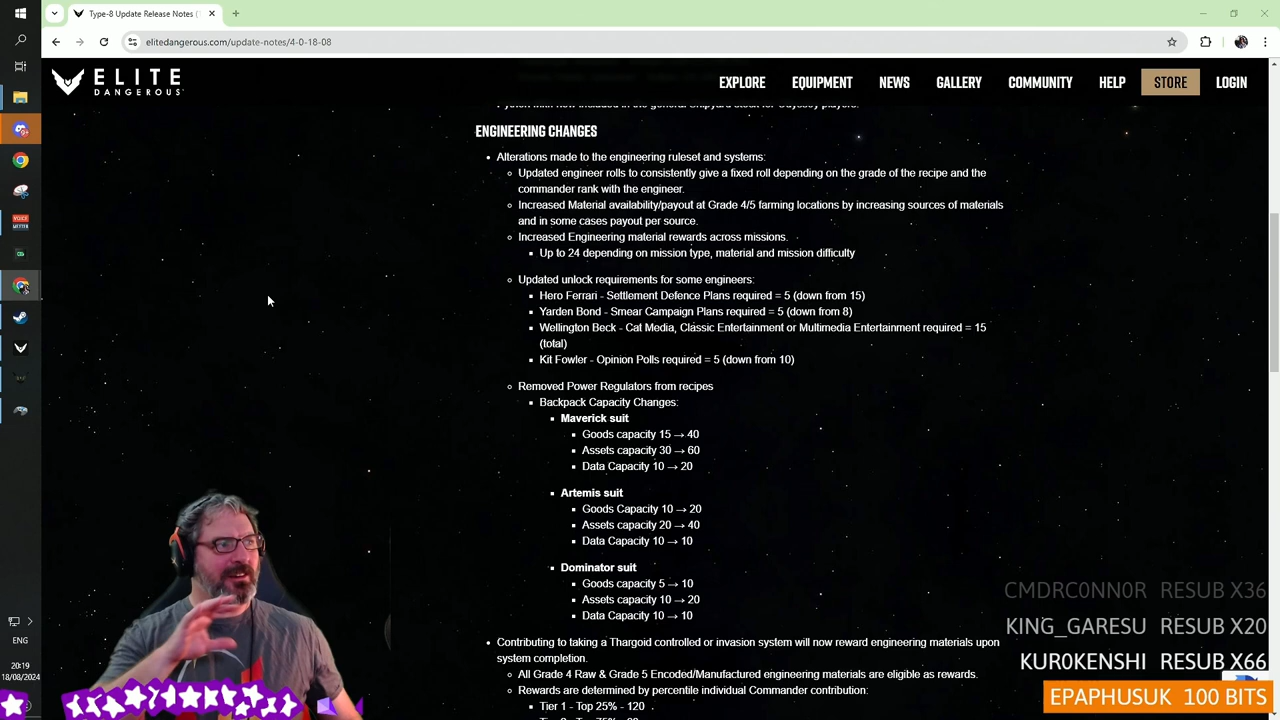 Type-8 Update Release Notes (
elitedangerous.com/update-notes/4-0-18-08
ELITE
DANGEROUS
EXPLORE
EQUIPMENT
NEWS
GALLERY
COMMUNITY
HELP
STORE
LOGIN
ENGINEERING CHANGES
Alterations made to the engineering ruleset and systems:
Updated engineer rolls to consistently give a fixed roll depending on the grade of the recipe and the
commander rank with the engineer.
Increased Material availability/payout at Grade 4/5 farming locations by increasing sources of materials
and in some cases payout per source.
Increased Engineering material rewards across missions.
Up to 24 depending on mission type, material and mission difficulty
Updated unlock requirements for some engineers:
Hero Ferrari - Settlement Defence Plans required = 5 (down from 15)
Yarden Bond - Smear Campaign Plans required = 5 (down from 8)
Wellington Beck - Cat Media, Classic Entertainment or Multimedia Entertainment required = 15
(total)
Kit Fowler - Opinion Polls required = 5 (down from 10)
Removed Power Regulators from recipes
Backpack Capacity Changes:
Maverick suit
Goods capacity 15 → 40
Assets capacity 30 → 60
Data Capacity 10 → 20
Artemis suit
Goods Capacity 10 → 20
Assets capacity 20 → 40
Data Capacity 10 → 10
Dominator suit
Goods capacity 5 → 10
Assets capacity 10 → 20
Data Capacity 10 → 10
Contributing to taking a Thargoid controlled or invasion system will now reward engineering materials upon
system completion.
All Grade 4 Raw & Grade 5 Encoded/Manufactured engineering materials are eligible as rewards.
Rewards are determined by percentile individual Commander contribution:
Tier 1 - Top 25% - 120
CMDRC0NN0R RESUB X36
KING_GARESU RESUB X20
KUR0KENSHI RESUB X66
EPAPHUSUK 100 BITS
VOICE
ENG
20:19
18/08/2024